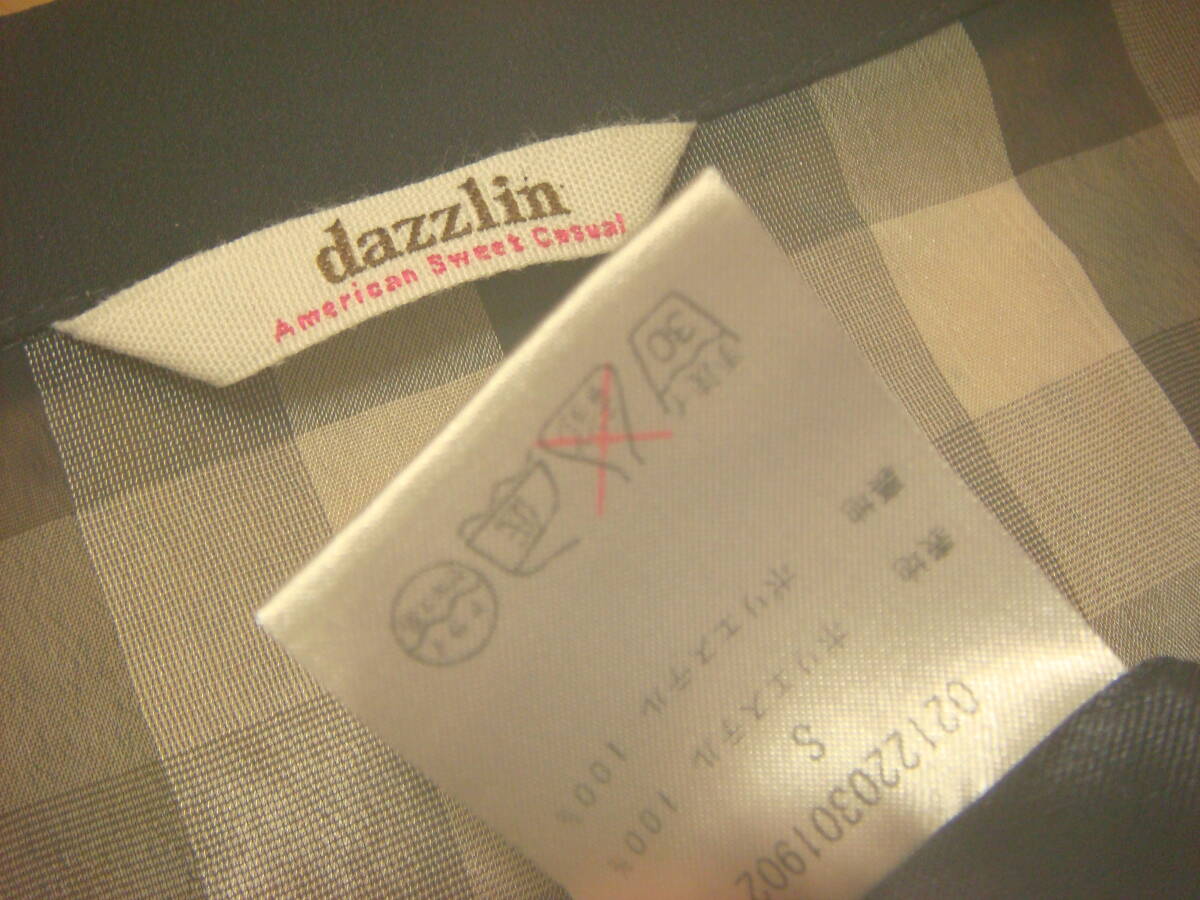 dazzlin
American Sweet Casual
021220301902
S
表地 ポリエステル 100%
裏地 ポリエステル 100%
30